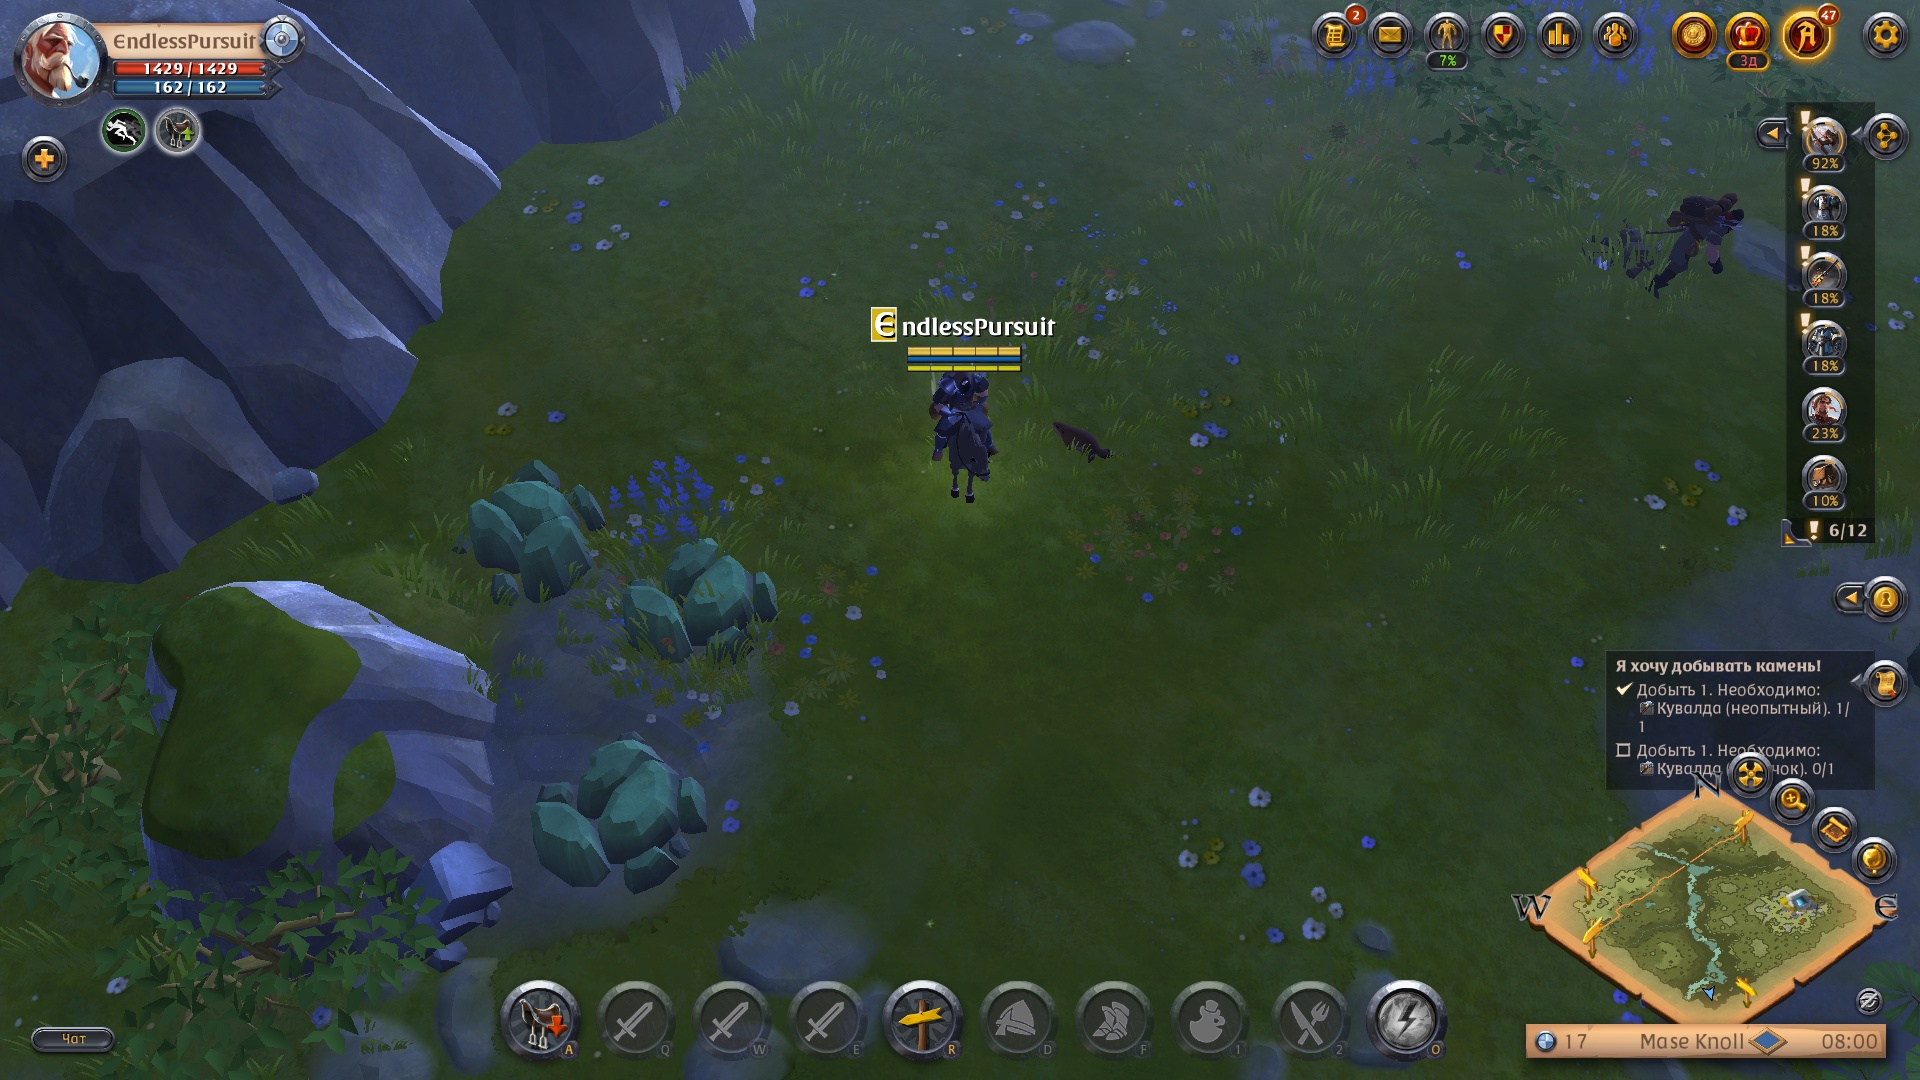 EndlessPursuit
1429 / 1429
162 / 162
2
7%
3д
47
92%
18%
18%
18%
23%
10%
6/12
EndlessPursuit
Я хочу добывать камень!
Добыть 1. Необходимо:
Кувалда (неопытный). 1/
1
Добыть 1. Необходимо:
Кувалда чок). 0/1
N
W
E
Чат
A
Q
W
E
R
D
F
1
2
O
17
Mase Knoll
08:00